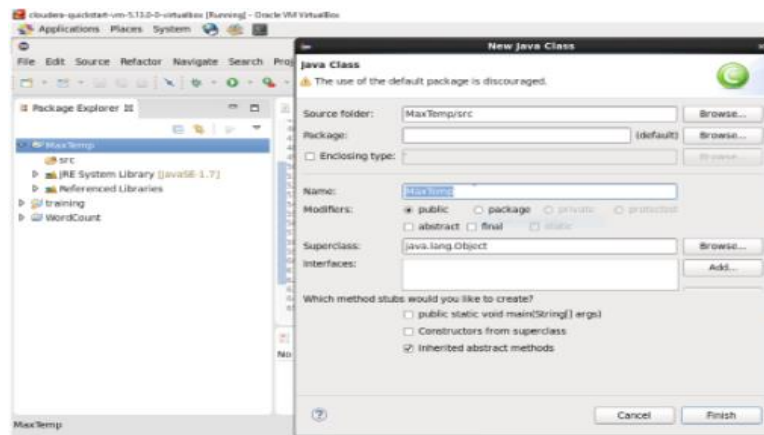 cloudera-quickstart-vm-5.13.0-0-virtualbox [Running] - Oracle VM VirtualBox
Applications Places System
New Java Class
File Edit Source Refactor Navigate Search Proj
Java Class
The use of the default package is discouraged.
Package Explorer
Source folder: MaxTemp/src Browse...
Package: (default) Browse...
Enclosing type: Browse...
MaxTemp
src
JRE System Library [JavaSE-1.7]
Referenced Libraries
training
WordCount
Name: MaxTemp
Modifiers: public package private protected
abstract final static
Superclass: java.lang.Object Browse...
Interfaces: Add...
Which method stubs would you like to create?
public static void main(String[] args)
Constructors from superclass
Inherited abstract methods
No
Cancel Finish
MaxTemp